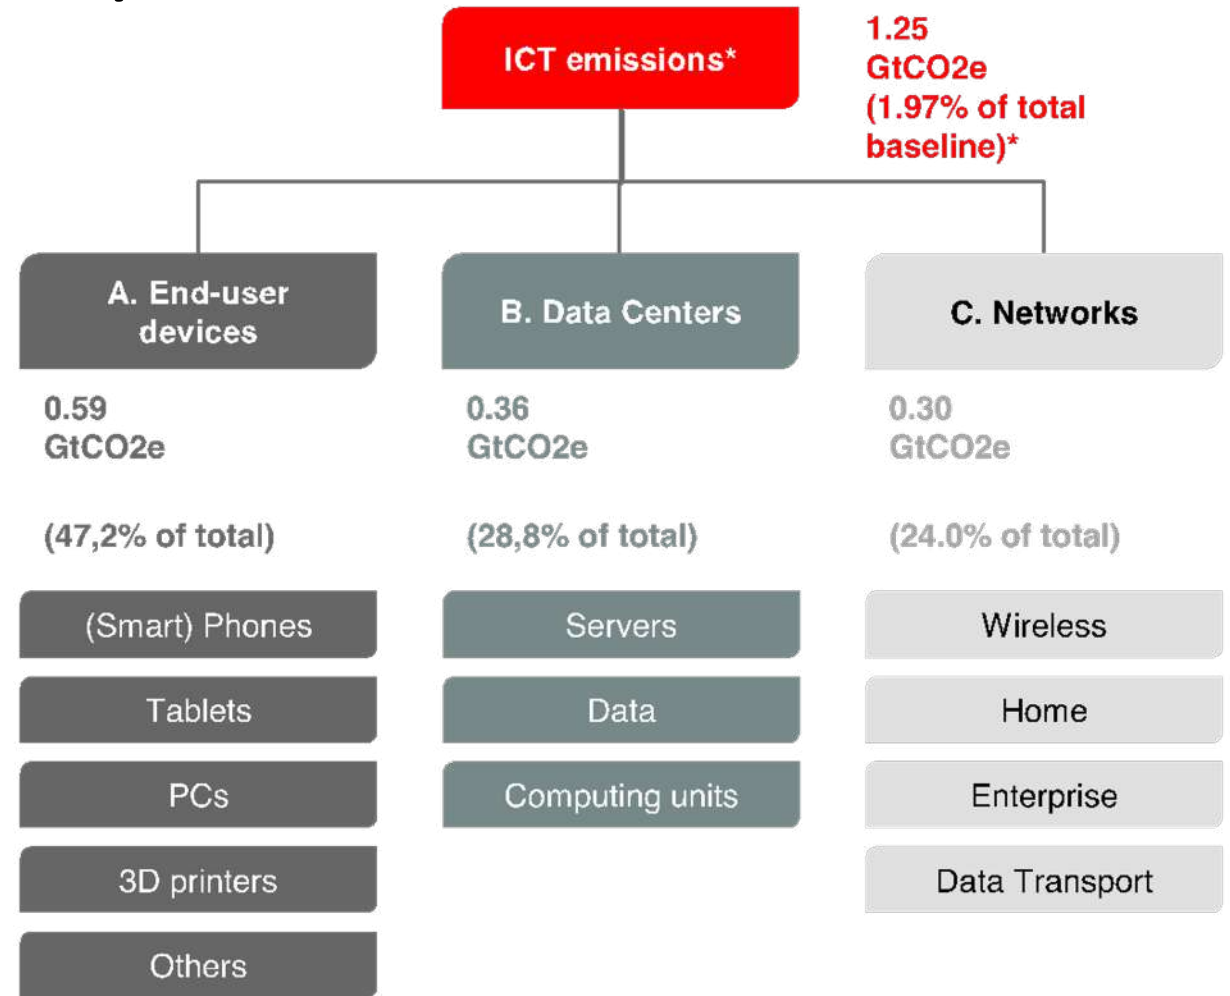 ICT emissions*
1.25
GtCO2e
(1.97% of total
baseline)*
A. End-user
devices
0.59
GtCO2e
(47,2% of total)
(Smart) Phones
Tablets
PCs
3D printers
Others
B. Data Centers
0.36
GtCO2e
(28,8% of total)
Servers
Data
Computing units
C. Networks
0.30
GtCO2e
(24.0% of total)
Wireless
Home
Enterprise
Data Transport